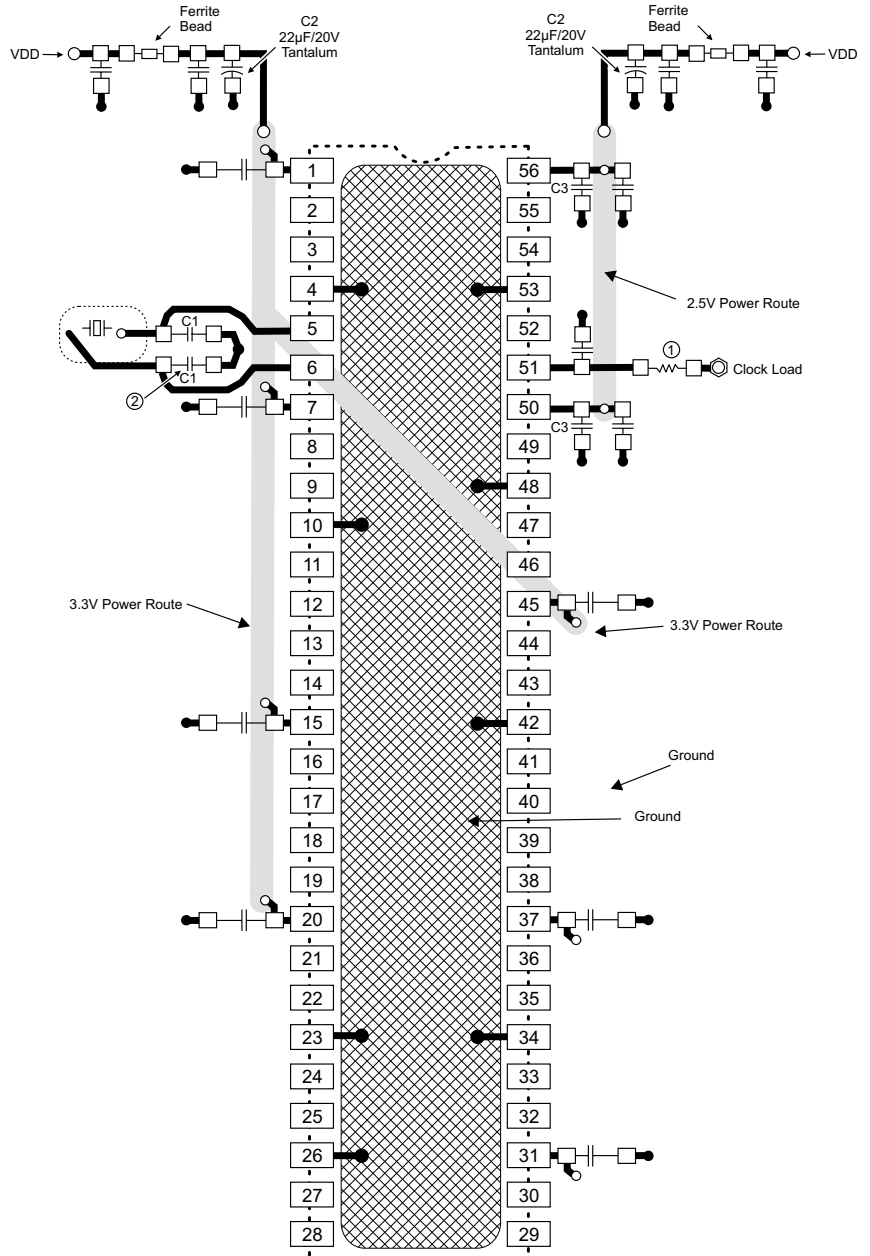 Ferrite
Bead
C2
22µF/20V
Tantalum
VDD
C2
22µF/20V
Tantalum
Ferrite
Bead
VDD
1
56
C3
2
55
3
54
4
53
2.5V Power Route
5
52
C1
6
51
1
Clock Load
C1
2
7
50
C3
8
49
9
48
10
47
11
46
12
45
3.3V Power Route
3.3V Power Route
13
44
14
43
15
42
16
41
Ground
17
40
Ground
18
39
19
38
20
37
21
36
22
35
23
34
24
33
25
32
26
31
27
30
28
29